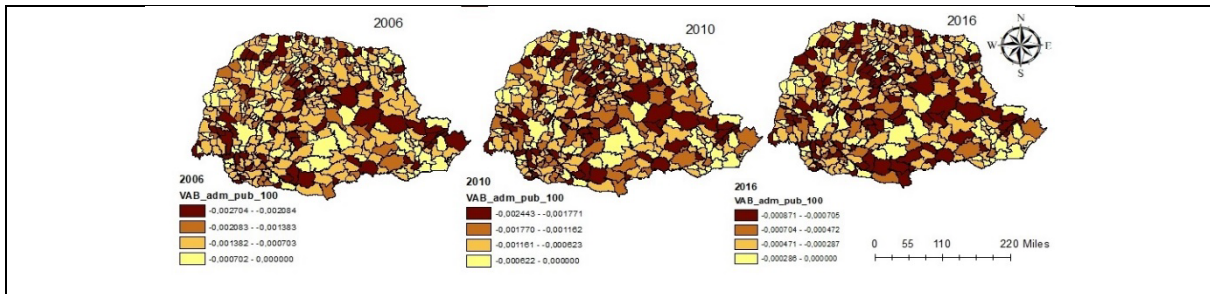 2006
2010
2016
N
W E
S
2006
VAB_adm_pub_100
-0,002704 - -0,002084
-0,002083 - -0,001383
-0,001382 - -0,000703
-0,000702 - 0,000000
2010
VAB_adm_pub_100
-0,002443 - -0,001771
-0,001770 - -0,001162
-0,001161 - -0,000623
-0,000622 - 0,000000
2016
VAB_adm_pub_100
-0,000871 - -0,000705
-0,000704 - -0,000472
-0,000471 - -0,000287
-0,000286 - 0,000000
0 55 110 220 Miles